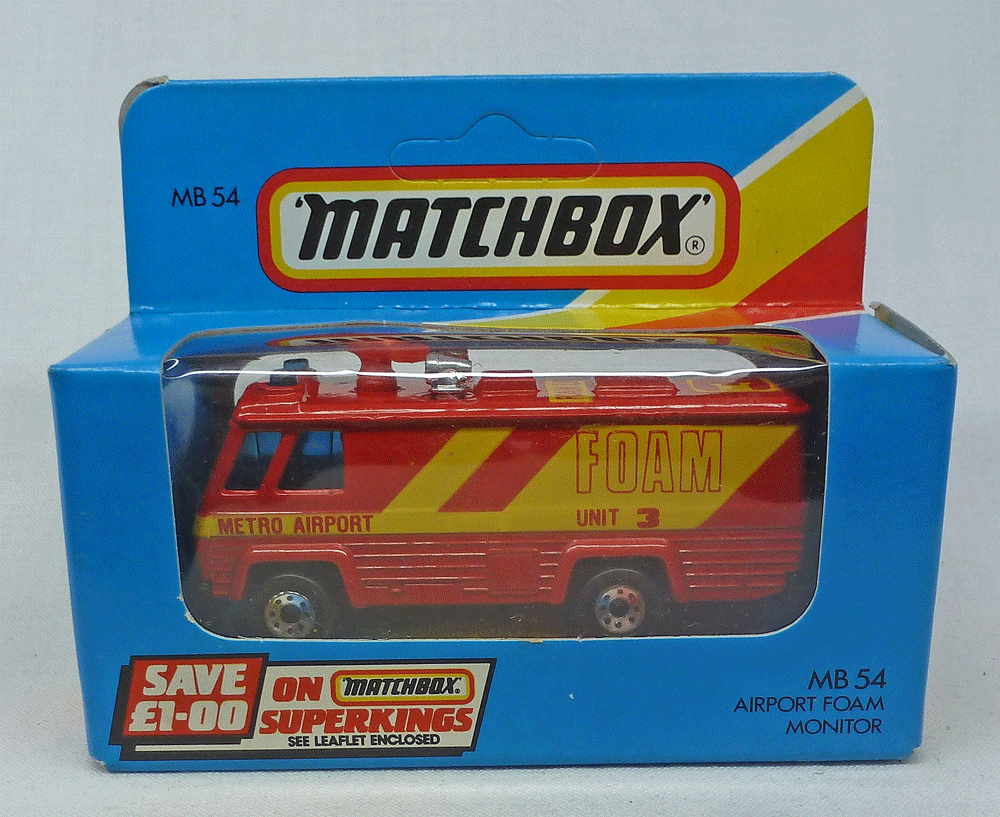 MB 54
'MATCHBOX'®
FOAM
METRO AIRPORT
UNIT 3
SAVE
£1-00
ON 'MATCHBOX'
SUPERKINGS
SEE LEAFLET ENCLOSED
MB 54
AIRPORT FOAM
MONITOR